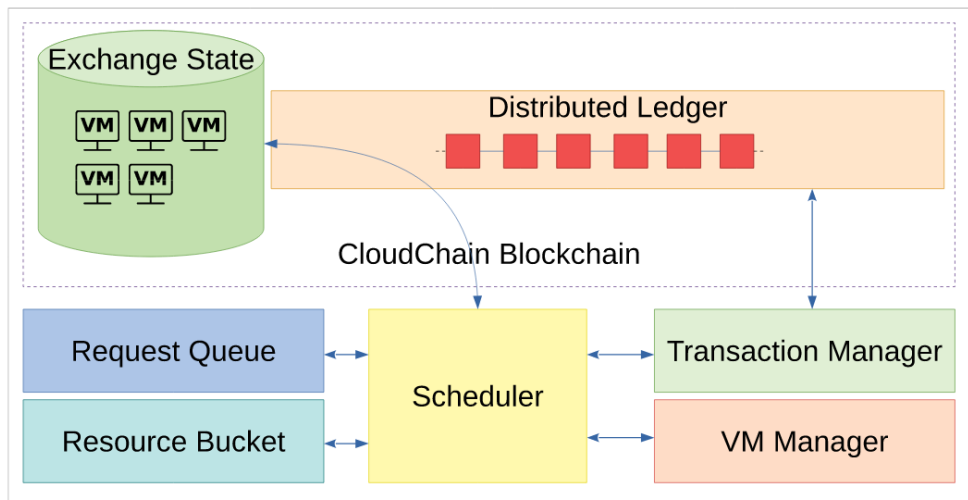 Exchange State
VM VM VM
VM VM
Distributed Ledger
CloudChain Blockchain
Request Queue
Resource Bucket
Scheduler
Transaction Manager
VM Manager